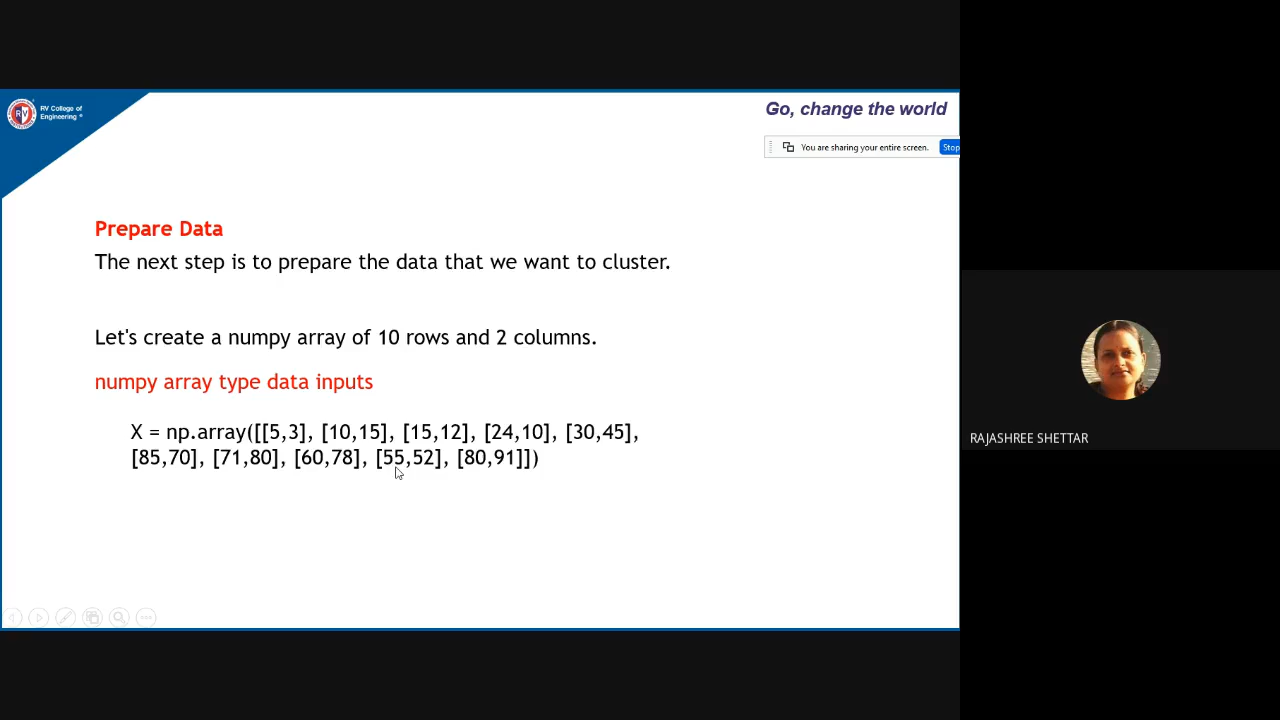 RV College of
Engineering
Go, change the world
You are sharing your entire screen.
Stop
Prepare Data
The next step is to prepare the data that we want to cluster.
Let's create a numpy array of 10 rows and 2 columns.
numpy array type data inputs
X = np.array([[5,3], [10,15], [15,12], [24,10], [30,45],
[85,70], [71,80], [60,78], [55,52], [80,91]])
RAJASHREE SHETTAR